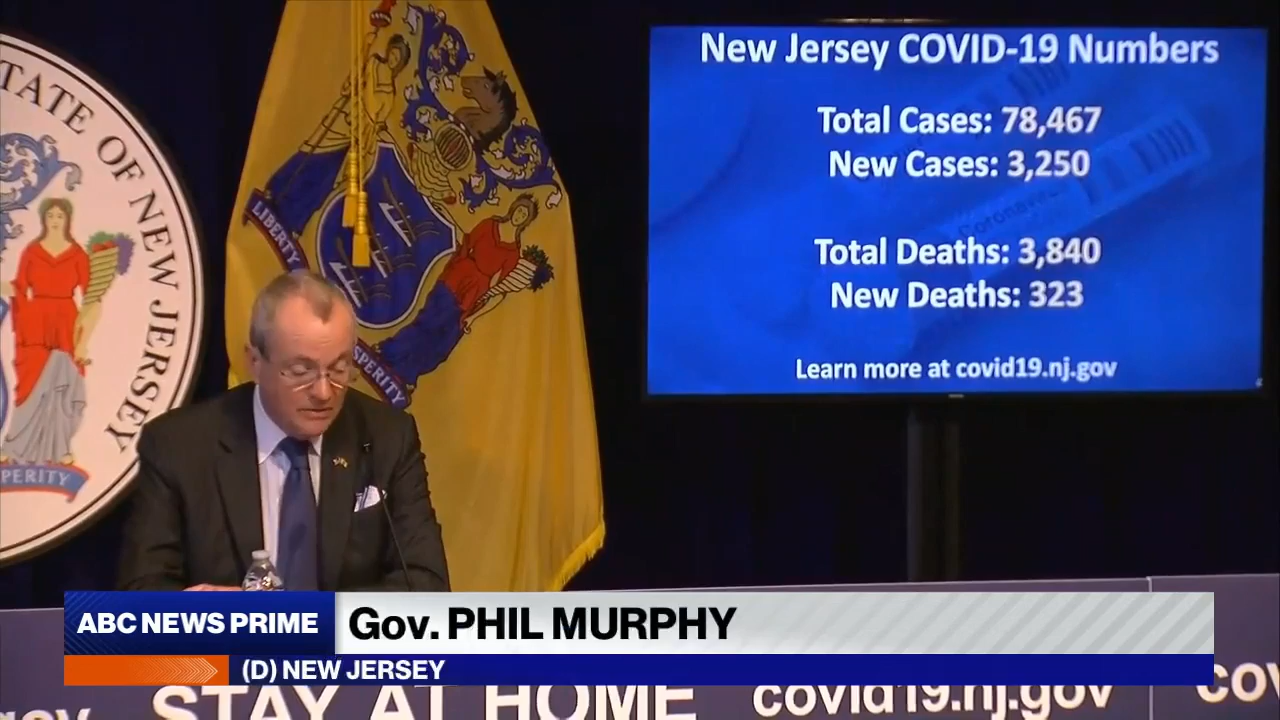 STATE OF NEW JERSEY
PERITY
LIBERTY
SPERITY
New Jersey COVID-19 Numbers
Total Cases: 78,467
New Cases: 3,250
Total Deaths: 3,840
New Deaths: 323
Learn more at covid19.nj.gov
ABC NEWS PRIME
Gov. PHIL MURPHY
(D) NEW JERSEY
STAY AT HOME
covid19.nj.gov
cov